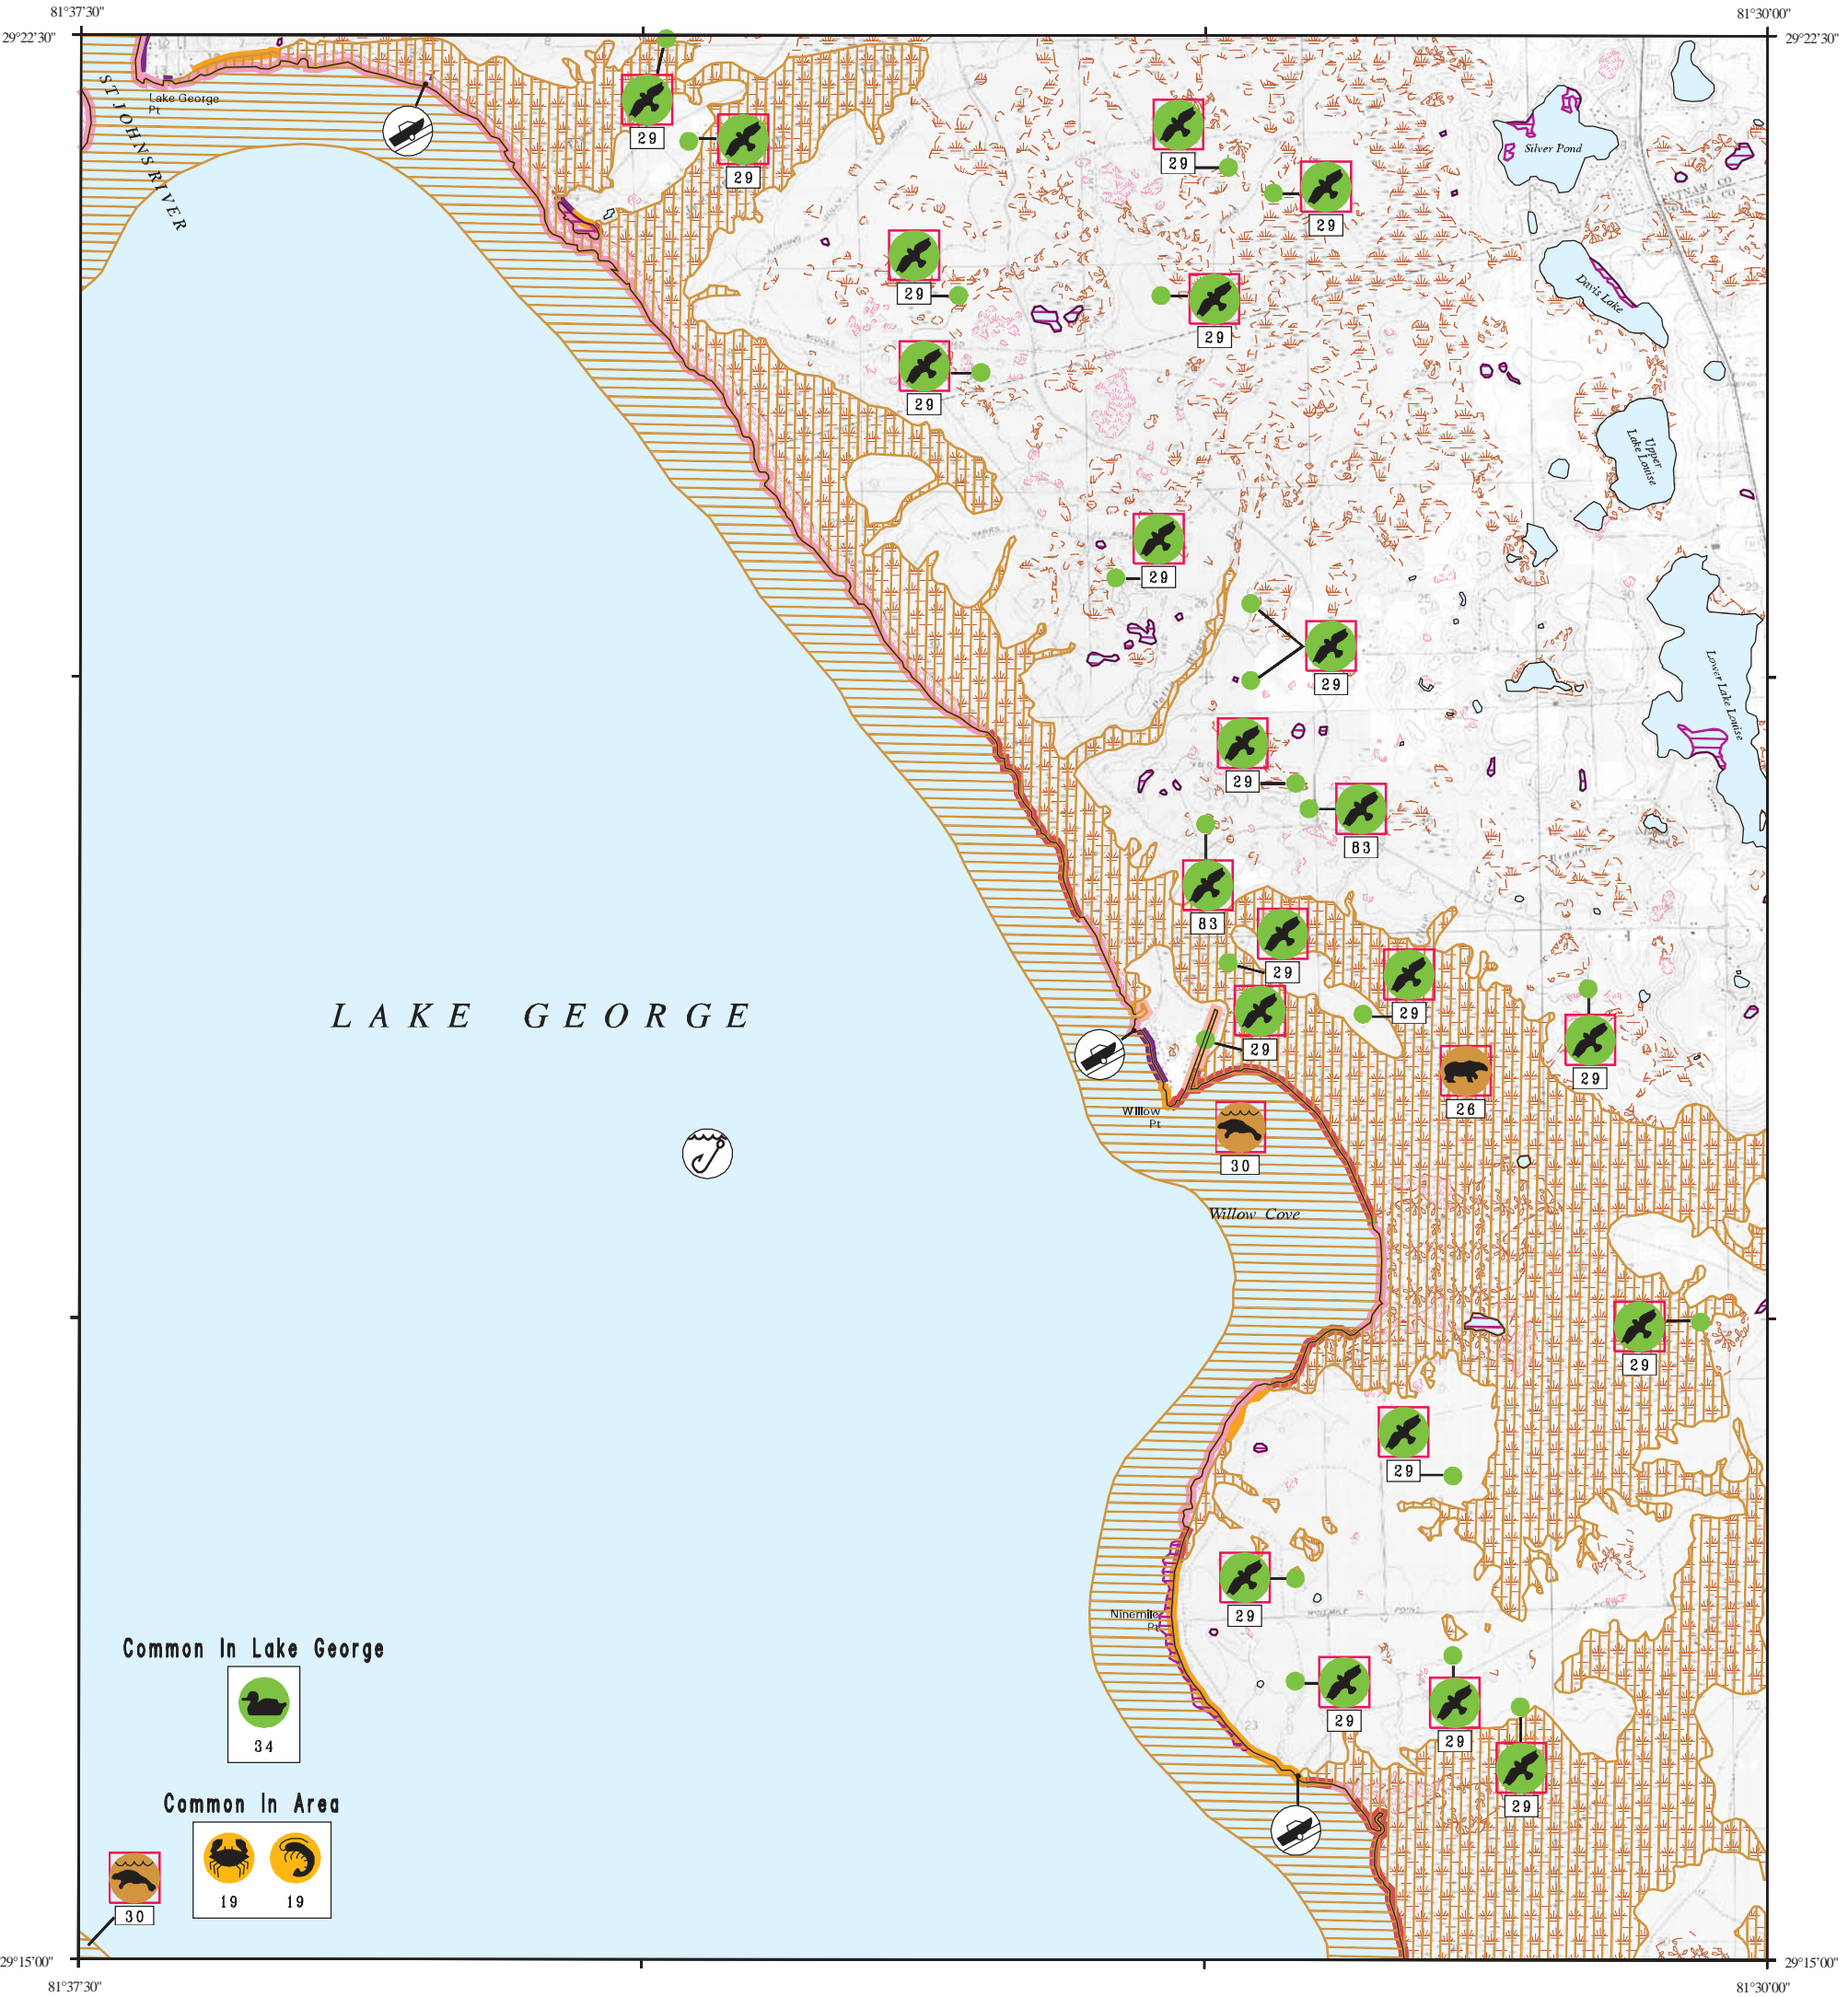 81°37'30"
81°30'00"
29°22'30"
29°22'30"
Lake George
Pt
ST JOHNS RIVER
29
29
29
29
Silver Pond
29
29
29
29
Davis Lake
Upper
Lake Louise
29
29
Lower Lake Louise
29
83
83
29
29
29
29
26
LAKE GEORGE
Willow
Pt
30
Willow Cove
29
29
29
Ninemile
Pt
29
29
29
Common In Lake George
34
Common In Area
19 19
30
29°15'00"
29°15'00"
81°37'30"
81°30'00"